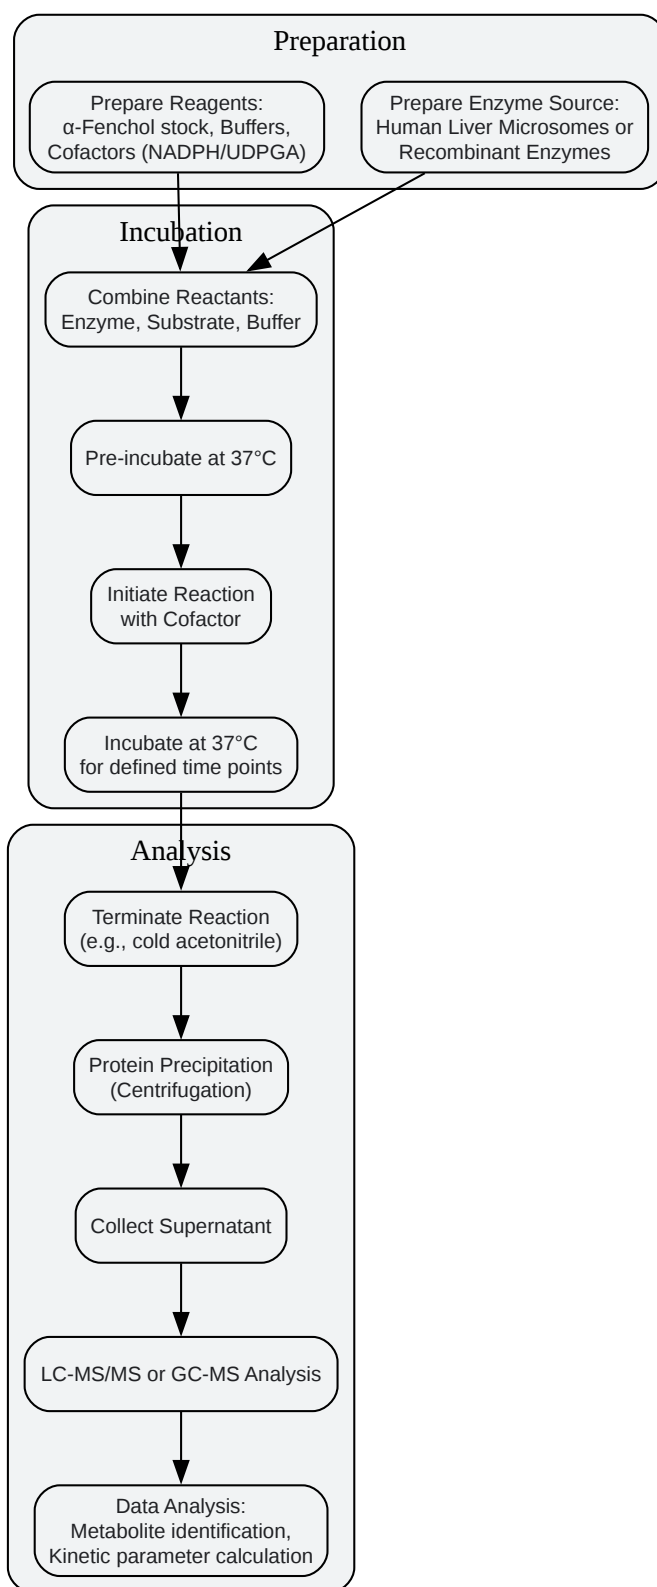 Preparation
Prepare Reagents:
α-Fenchol stock, Buffers,
Cofactors (NADPH/UDPGA)
Prepare Enzyme Source:
Human Liver Microsomes or
Recombinant Enzymes
Incubation
Combine Reactants:
Enzyme, Substrate, Buffer
Pre-incubate at 37°C
Initiate Reaction
with Cofactor
Incubate at 37°C
for defined time points
Analysis
Terminate Reaction
(e.g., cold acetonitrile)
Protein Precipitation
(Centrifugation)
Collect Supernatant
LC-MS/MS or GC-MS Analysis
Data Analysis:
Metabolite identification,
Kinetic parameter calculation